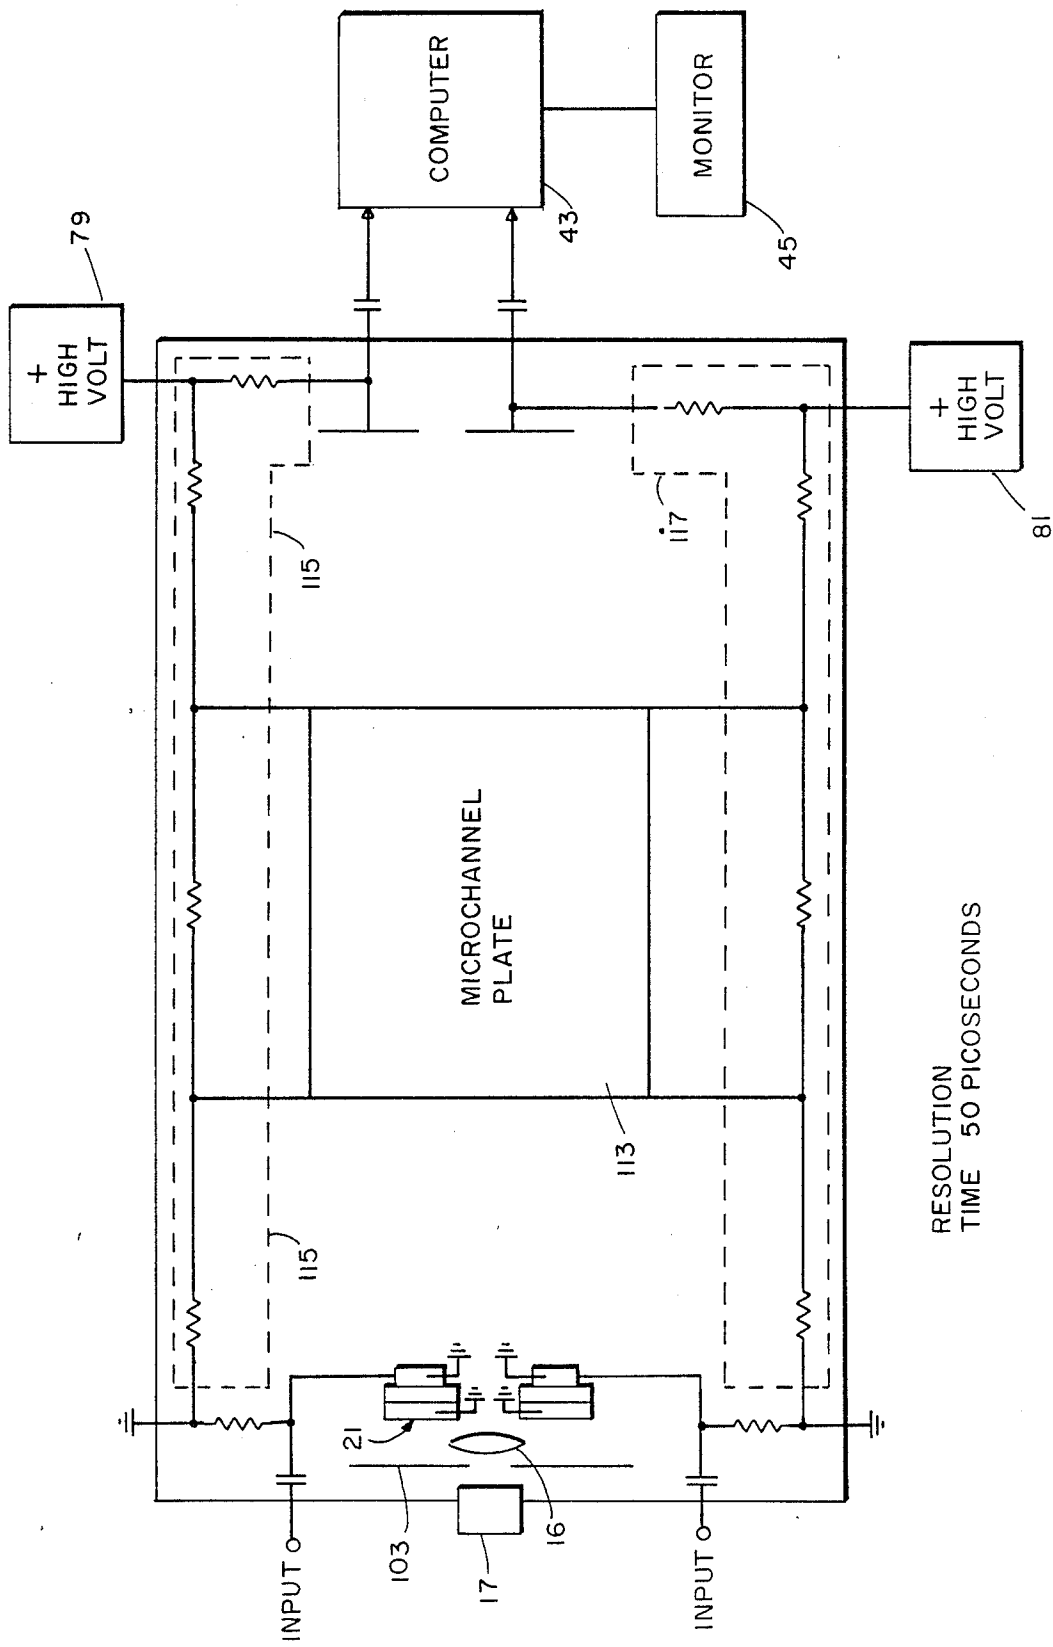 INPUT
INPUT
103
17
16
21
115
113
MICROCHANNEL
PLATE
115
117
+
HIGH
VOLT
79
+
HIGH
VOLT
81
COMPUTER
43
MONITOR
45
RESOLUTION
TIME 50 PICOSECONDS